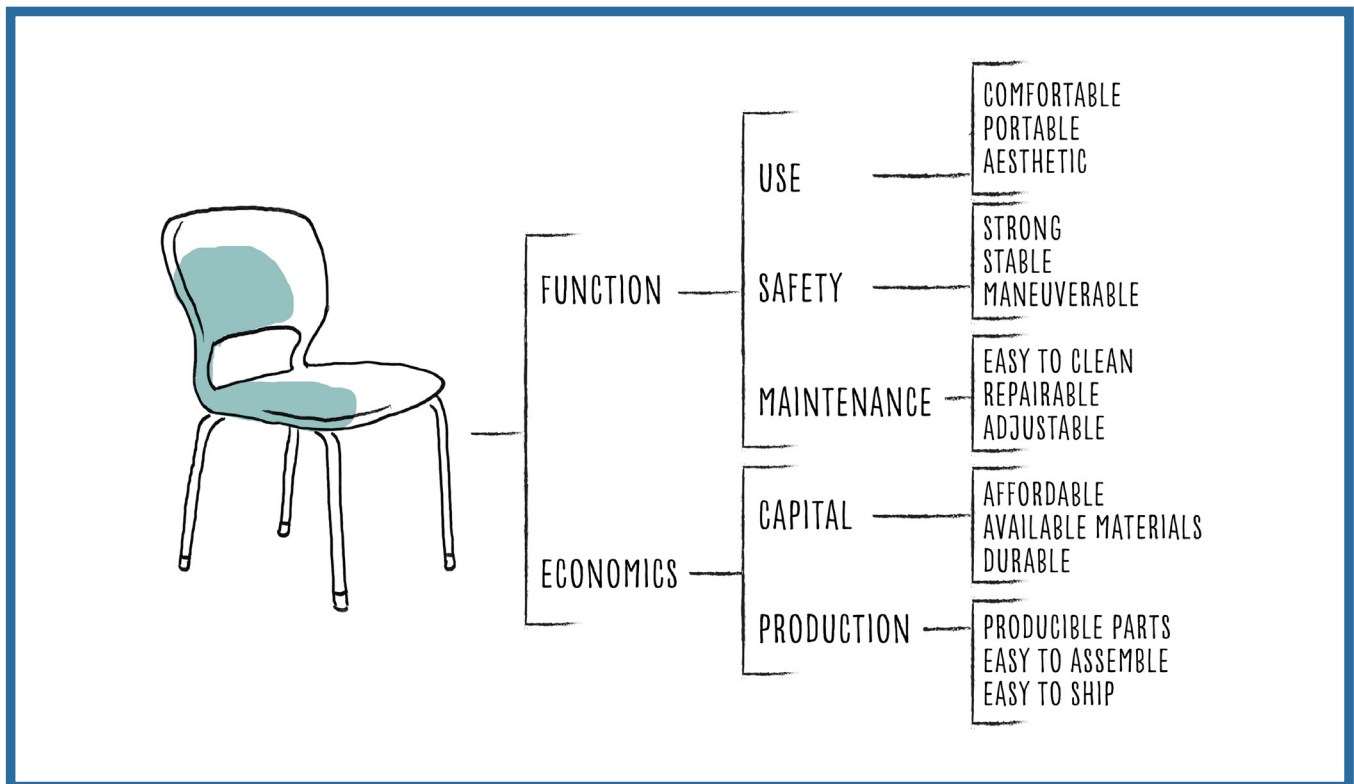 FUNCTION
ECONOMICS
USE
SAFETY
MAINTENANCE
CAPITAL
PRODUCTION
COMFORTABLE
PORTABLE
AESTHETIC
STRONG
STABLE
MANEUVERABLE
EASY TO CLEAN
REPAIRABLE
ADJUSTABLE
AFFORDABLE
AVAILABLE MATERIALS
DURABLE
PRODUCIBLE PARTS
EASY TO ASSEMBLE
EASY TO SHIP